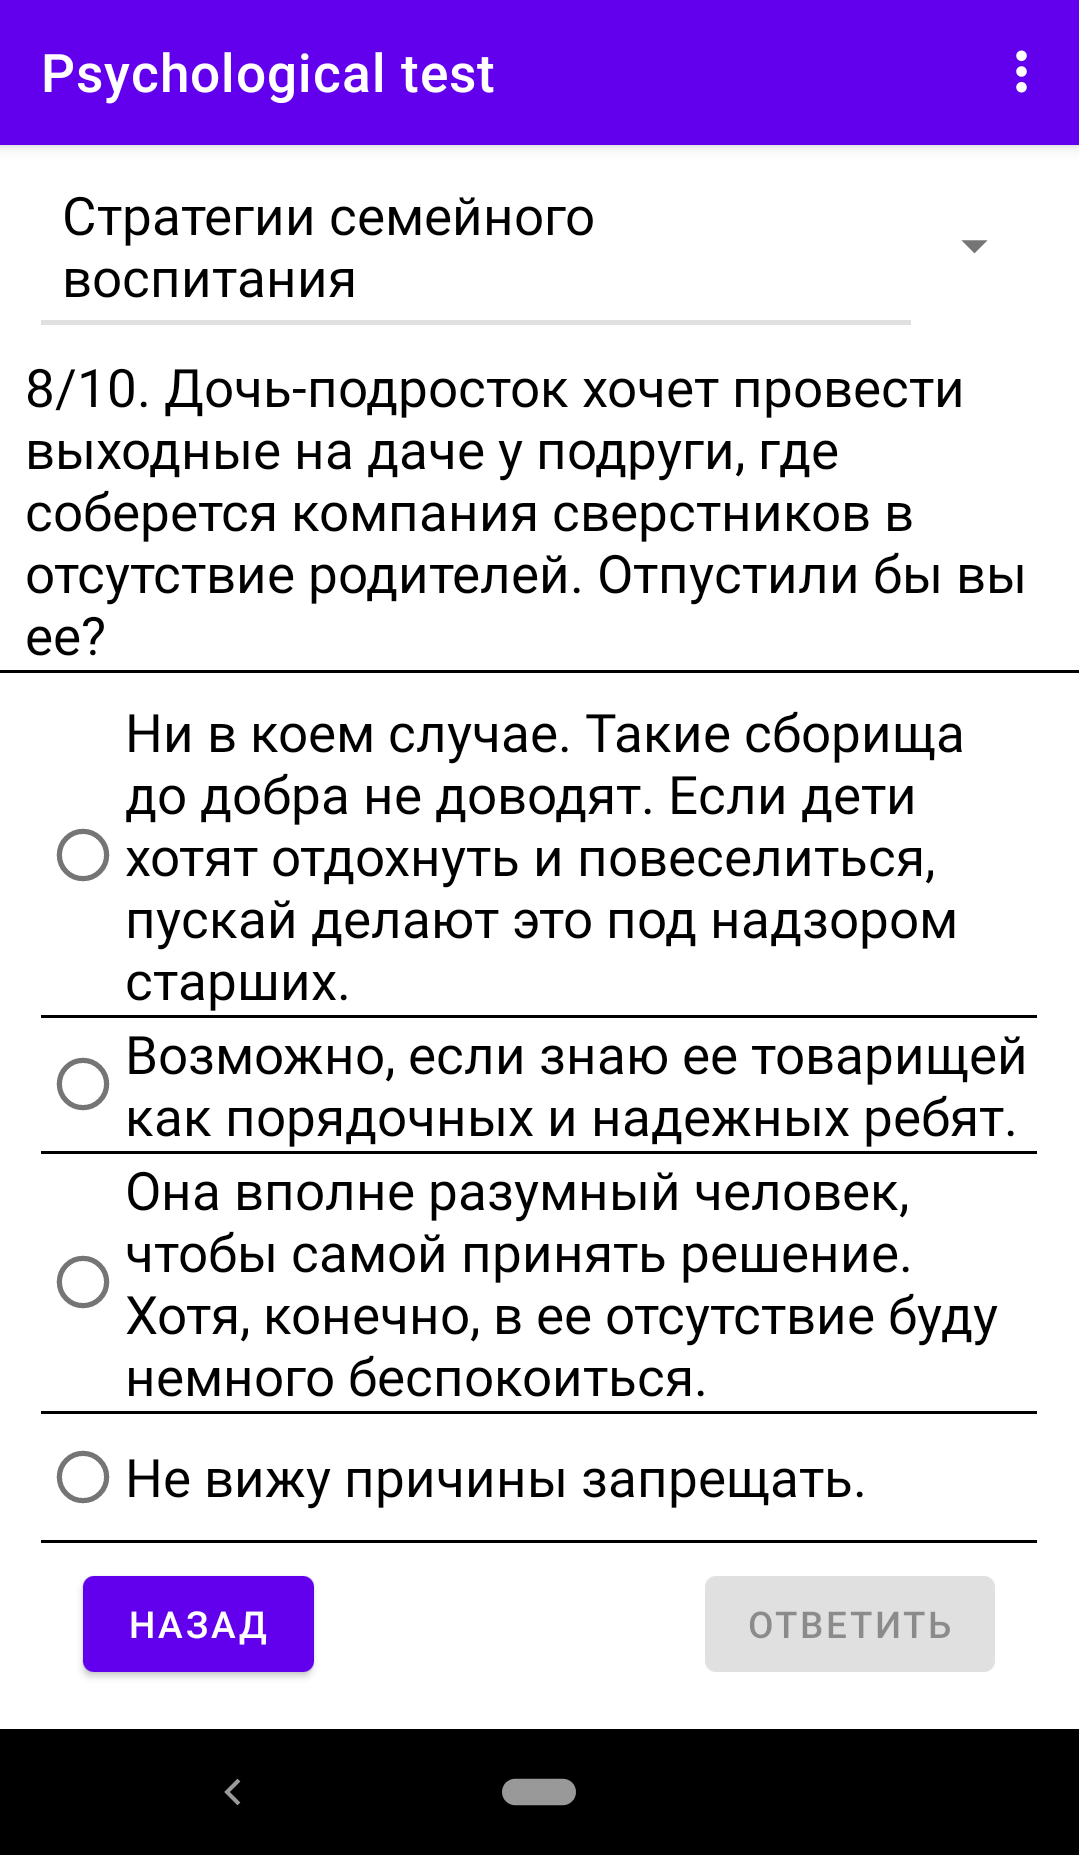 Psychological test
Стратегии семейного
воспитания
8/10. Дочь-подросток хочет провести
выходные на даче у подруги, где
соберется компания сверстников в
отсутствие родителей. Отпустили бы вы
ее?
Ни в коем случае. Такие сборища
до добра не доводят. Если дети
хотят отдохнуть и повеселиться,
пускай делают это под надзором
старших.
Возможно, если знаю ее товарищей
как порядочных и надежных ребят.
Она вполне разумный человек,
чтобы самой принять решение.
Хотя, конечно, в ее отсутствие буду
немного беспокоиться.
Не вижу причины запрещать.
НАЗАД
ОТВЕТИТЬ